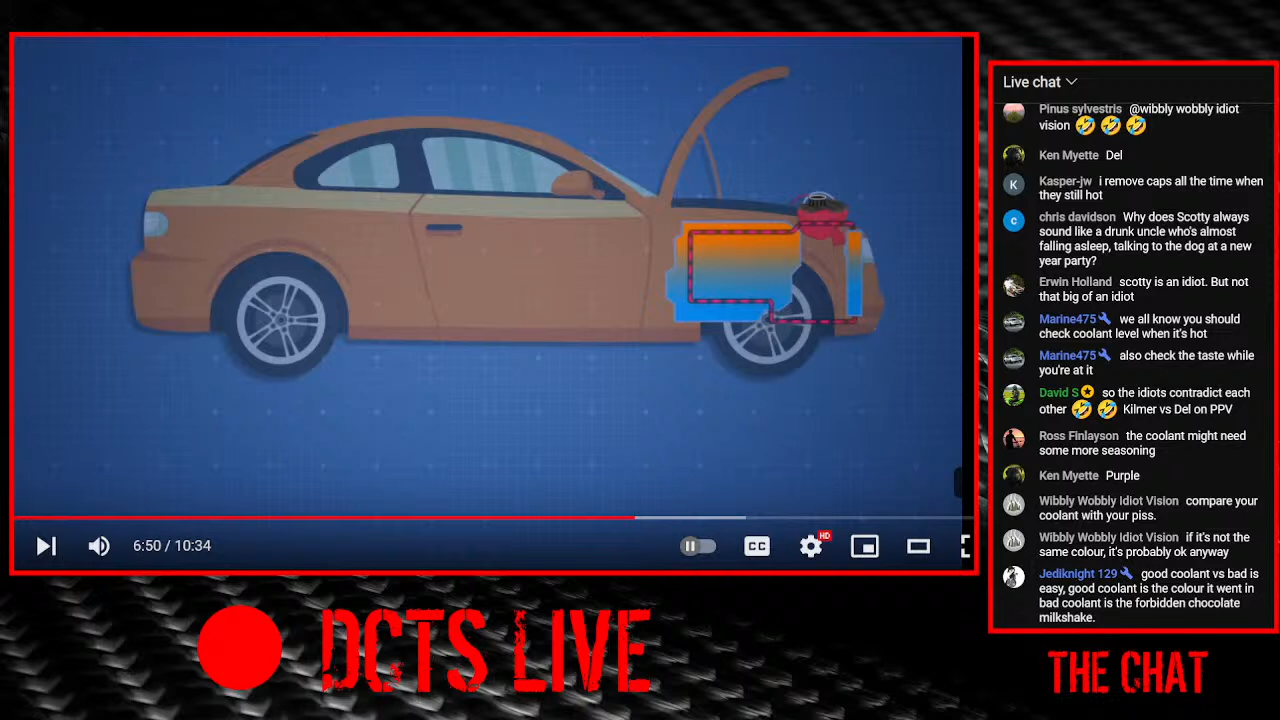 6:50 / 10:34
CC
HD
DCTS LIVE
Live chat
Pinus sylvestris @wibbly wobbly idiot
vision 🤣 🤣 🤣
Ken Myette Del
K
Kasper-jw i remove caps all the time when
they still hot
c
chris davidson Why does Scotty always
sound like a drunk uncle who's almost
falling asleep, talking to the dog at a new
year party?
Erwin Holland scotty is an idiot. But not
that big of an idiot
Marine475 we all know you should
check coolant level when it's hot
Marine475 also check the taste while
you're at it
David S so the idiots contradict each
other 🤣 🤣 Kilmer vs Del on PPV
Ross Finlayson the coolant might need
some more seasoning
Ken Myette Purple
Wibbly Wobbly Idiot Vision compare your
coolant with your piss.
Wibbly Wobbly Idiot Vision if it's not the
same colour, it's probably ok anyway
Jediknight 129 good coolant vs bad is
easy, good coolant is the colour it went in
bad coolant is the forbidden chocolate
milkshake.
THE CHAT